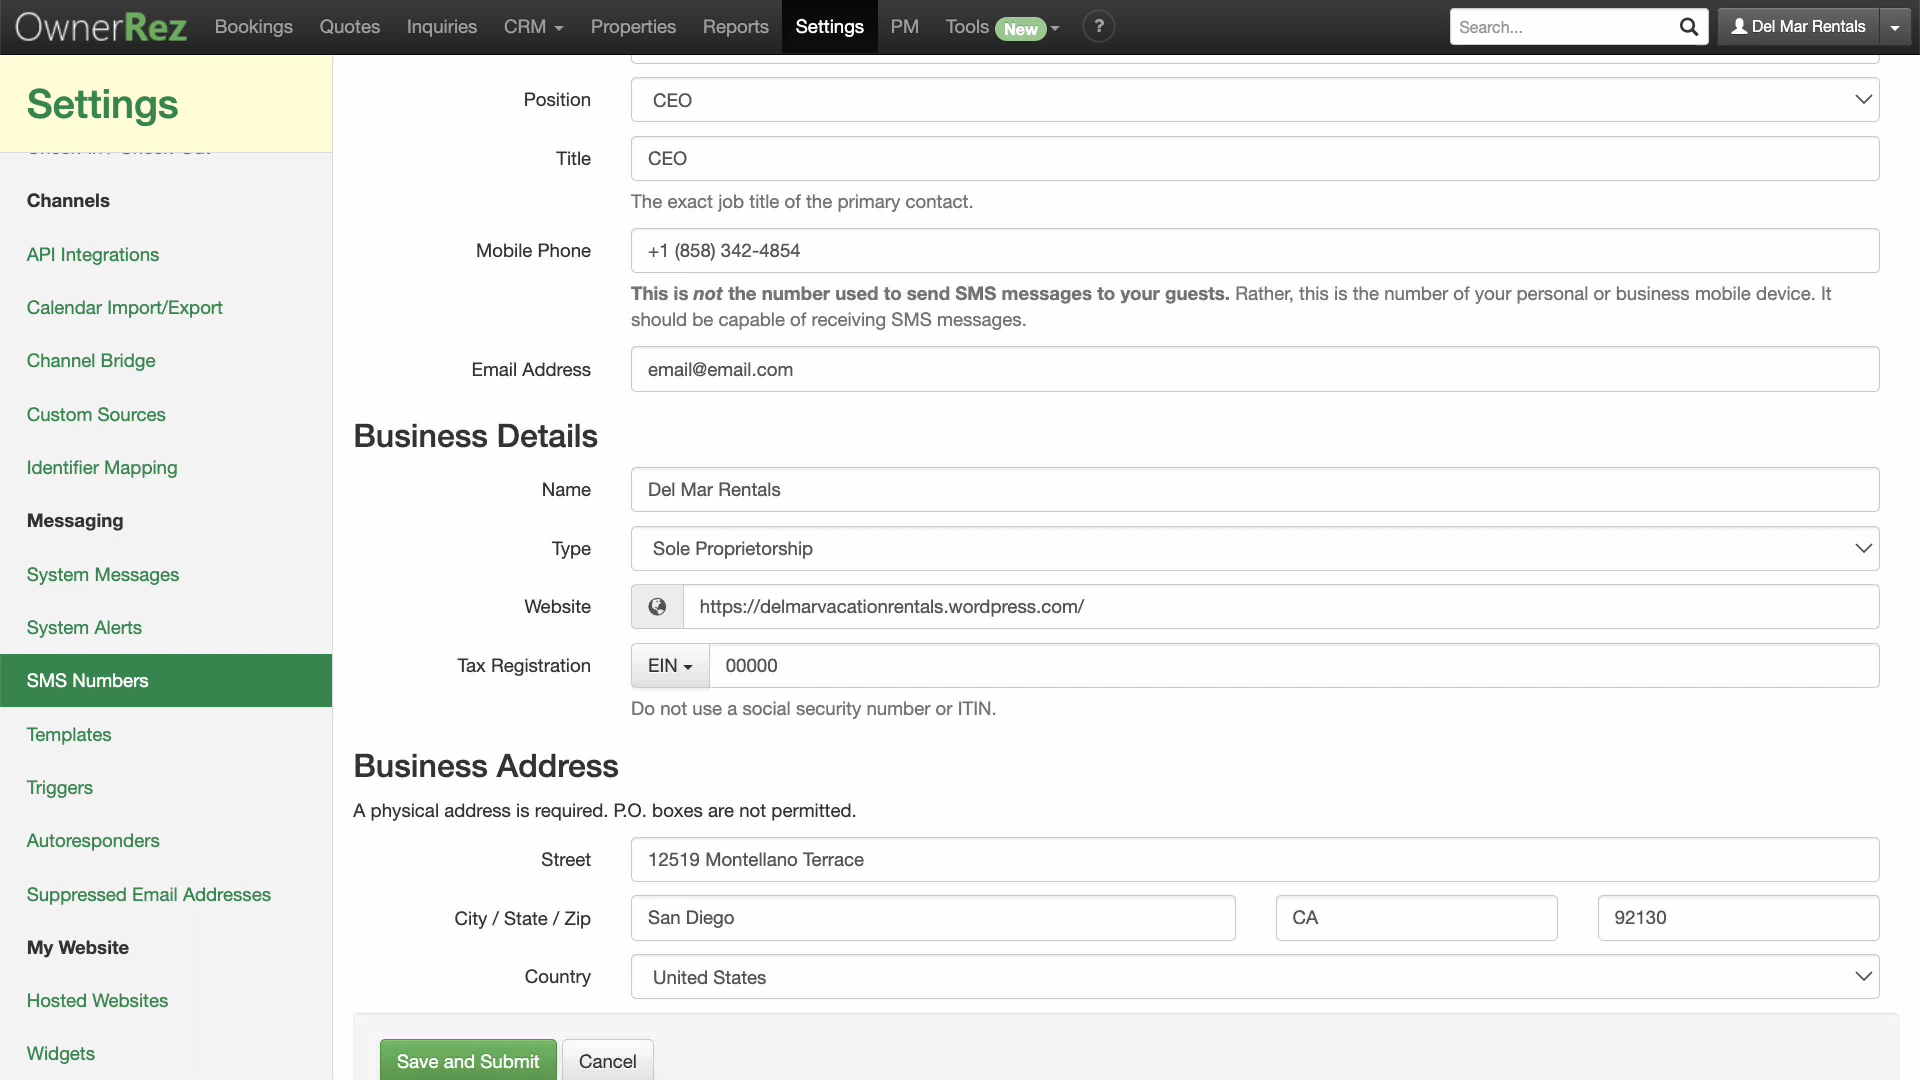 OwnerRez
Bookings
Quotes
Inquiries
CRM
Properties
Reports
Settings
PM
Tools New
?
Search...
Del Mar Rentals
Settings
Channels
API Integrations
Calendar Import/Export
Channel Bridge
Custom Sources
Identifier Mapping
Messaging
System Messages
System Alerts
SMS Numbers
Templates
Triggers
Autoresponders
Suppressed Email Addresses
My Website
Hosted Websites
Widgets
Position
CEO
Title
CEO
The exact job title of the primary contact.
Mobile Phone
+1 (858) 342-4854
This is not the number used to send SMS messages to your guests. Rather, this is the number of your personal or business mobile device. It
should be capable of receiving SMS messages.
Email Address
email@email.com
Business Details
Name
Del Mar Rentals
Type
Sole Proprietorship
Website
https://delmarvacationrentals.wordpress.com/
Tax Registration
EIN
00000
Do not use a social security number or ITIN.
Business Address
A physical address is required. P.O. boxes are not permitted.
Street
12519 Montellano Terrace
City / State / Zip
San Diego
CA
92130
Country
United States
Save and Submit
Cancel